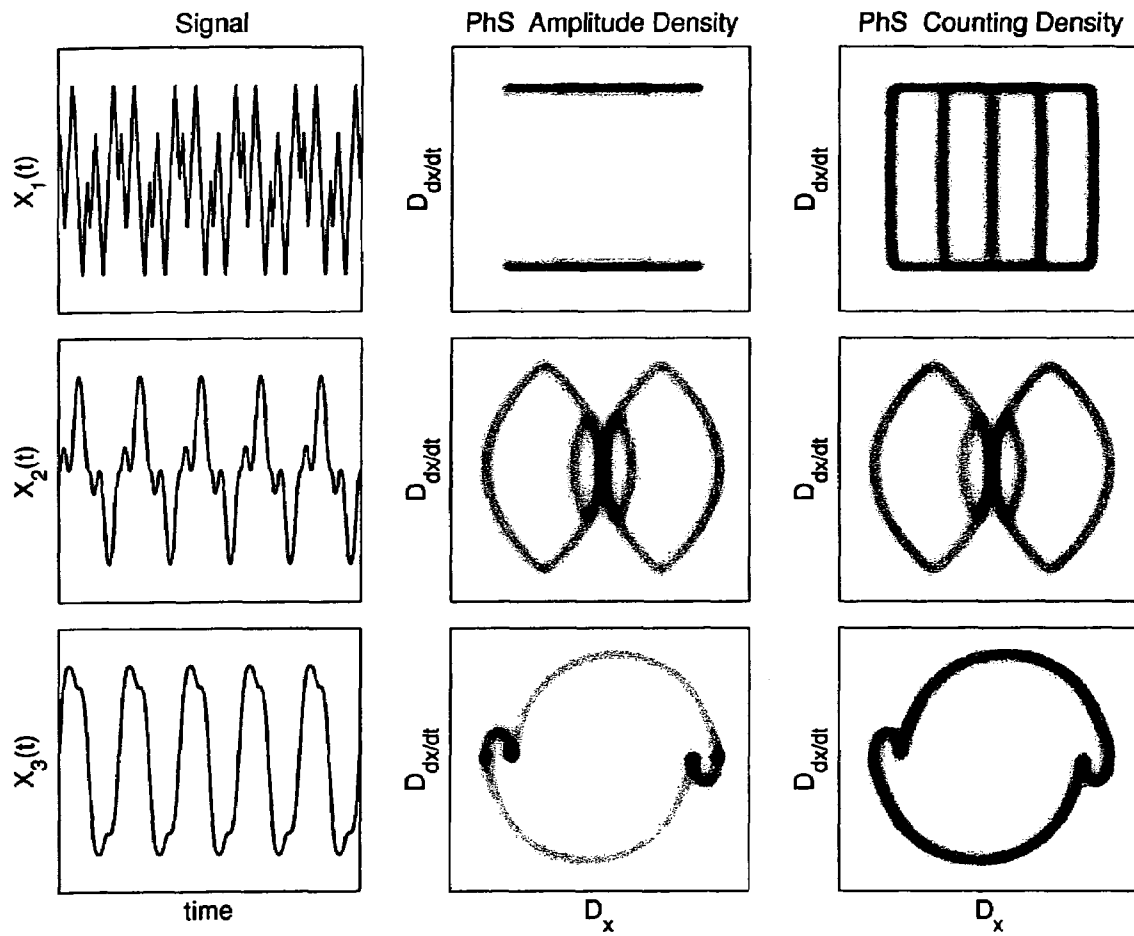 Signal
PhS Amplitude Density
PhS Counting Density
X1(t)
Ddx/dt
Ddx/dt
X2(t)
Ddx/dt
Ddx/dt
X3(t)
Ddx/dt
Ddx/dt
time
Dx
Dx